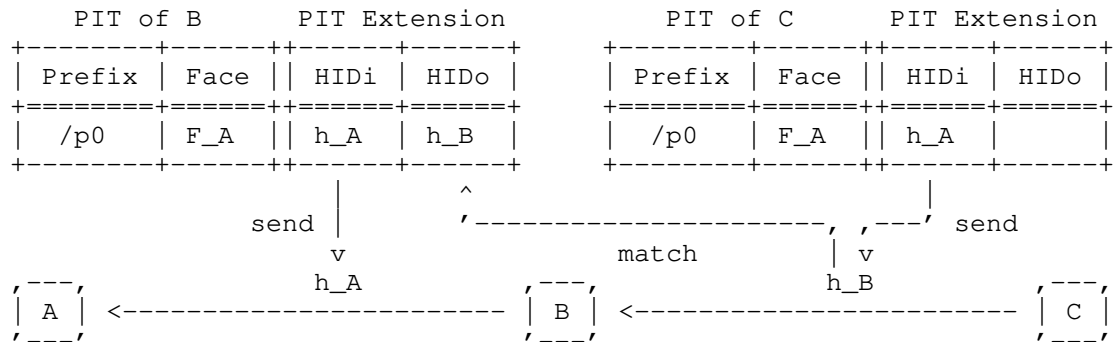 PIT of B PIT Extension PIT of C PIT Extension
| Prefix | Face || HIDi | HIDo | | Prefix | Face || HIDi | HIDo |
| /p0 | F_A || h_A | h_B | | /p0 | F_A || h_A | |
send send
match
h_A h_B
| A | | B | | C |